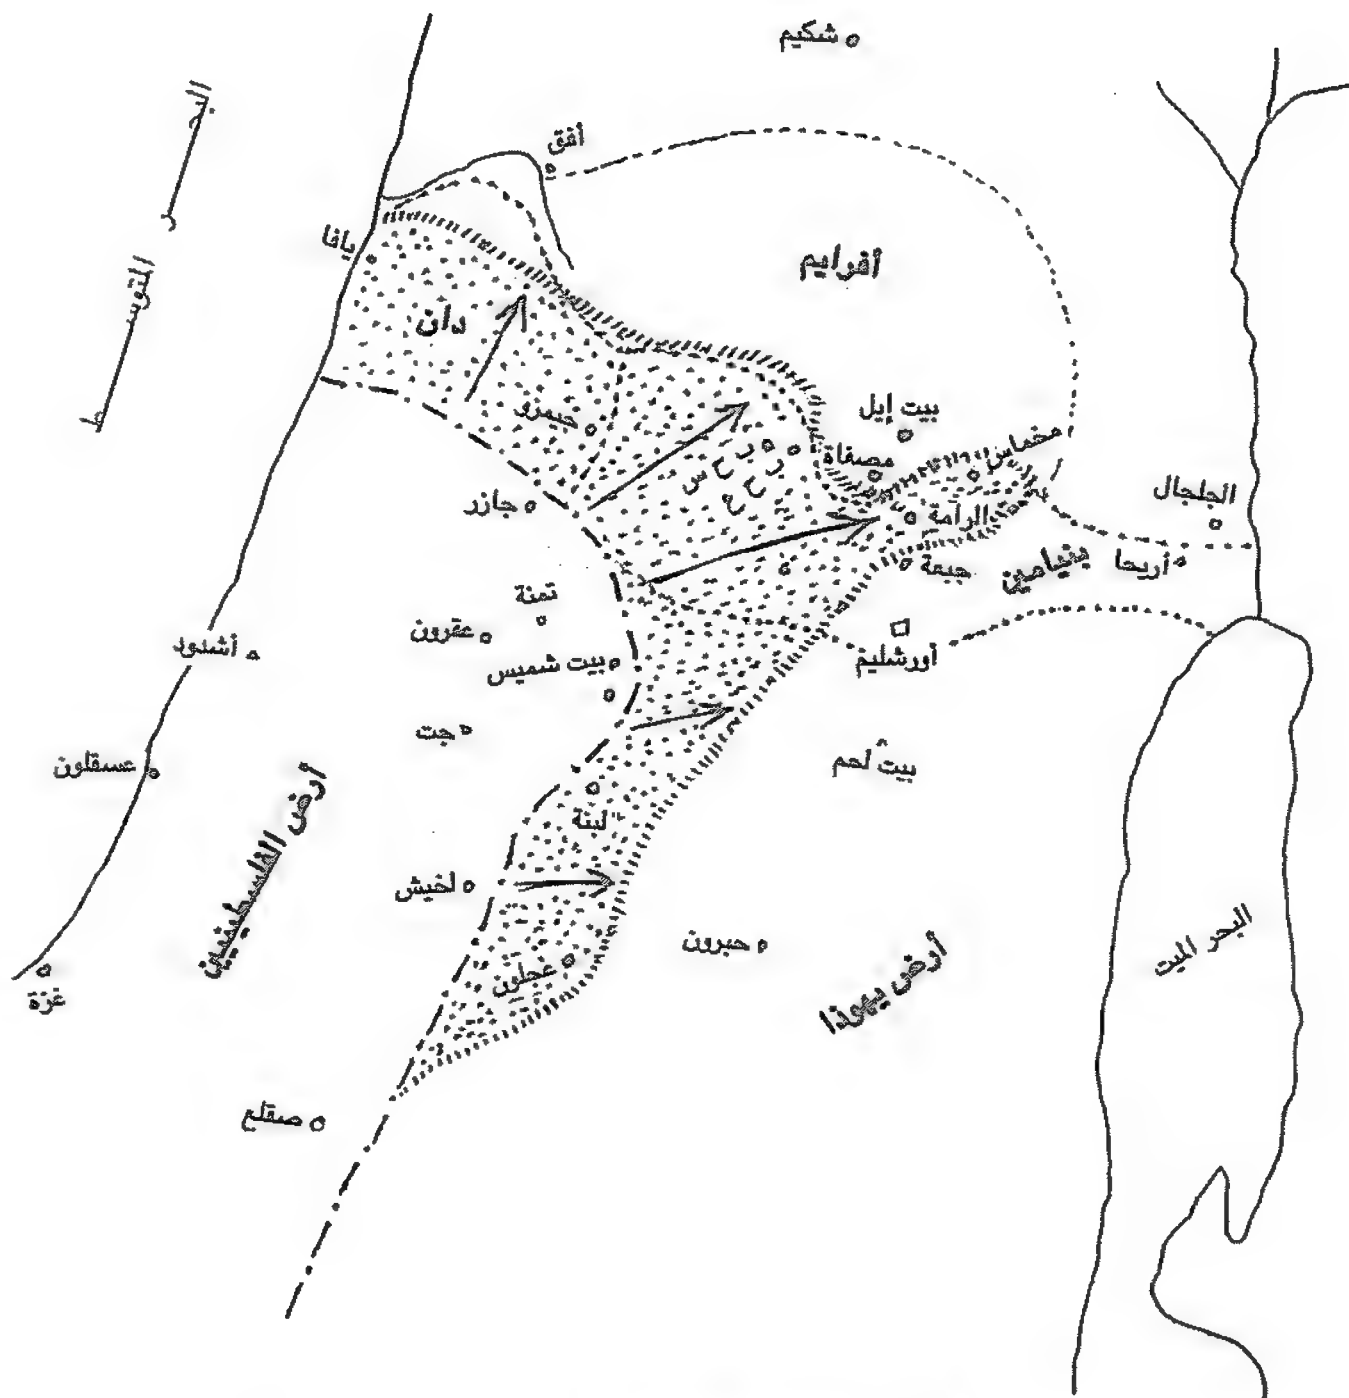 شكيم
البحر
المتوسط
أفق
يافا
أفرايم
دان
جيمزو
بيت إيل
مخماس
مصفاة
ب ح س
ب ح ع
جازر
الرامة
الجلجال
جبعة
بنيامين
أريحا
تمنة
عقرون
أشدود
بيت شميس
أورشليم
جت
عسقلون
بيت لحم
أرض الفلسطينيين
لبنة
لخيش
حبرون
أرض يهوذا
البحر الميت
عجلون
غزة
صقلع